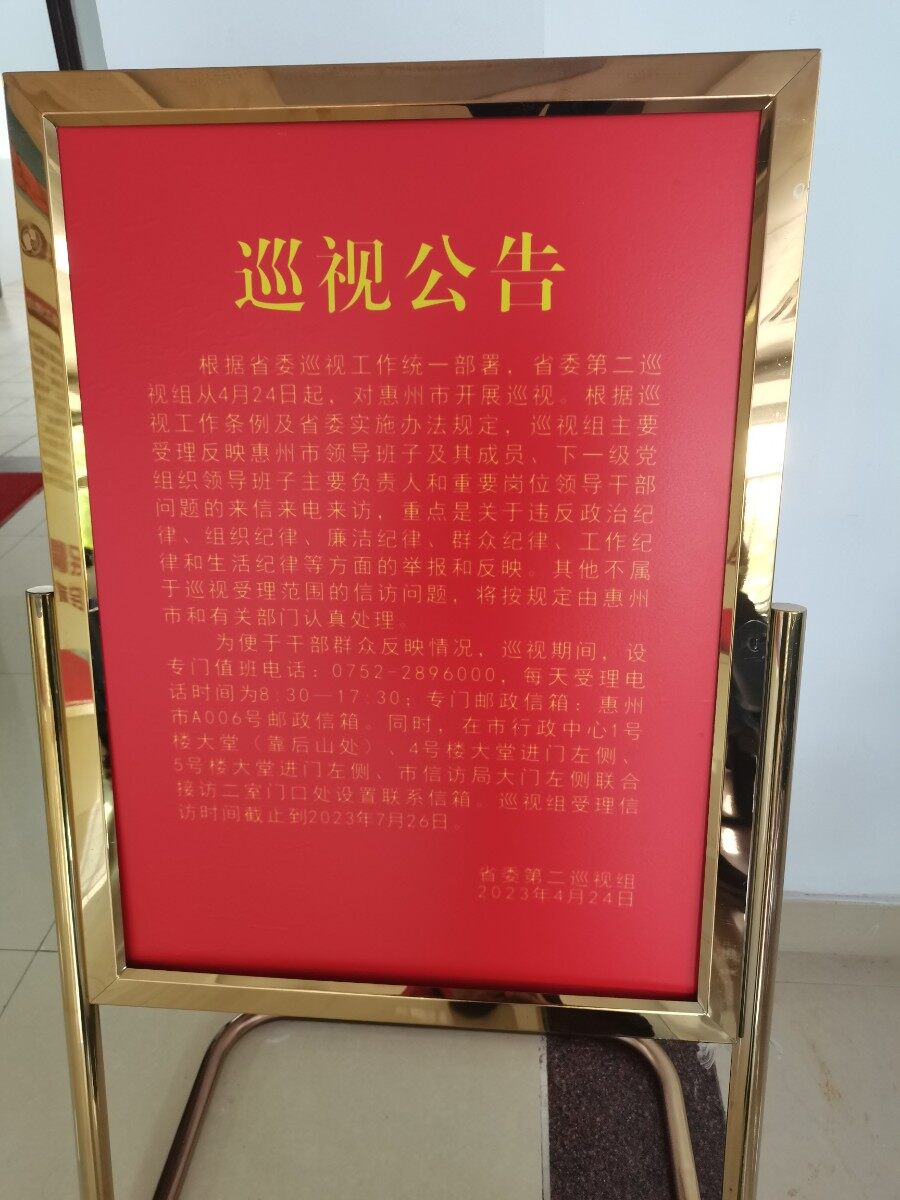 巡视公告
根据省委巡视工作统一部署，省委第二巡
视组从4月24日起，对惠州市开展巡视。根据巡
视工作条例及省委实施办法规定，巡视组主要
受理反映惠州市领导班子及其成员、下一级党
组织领导班子主要负责人和重要岗位领导干部
问题的来信来电来访，重点是关于违反政治纪
律、组织纪律、廉洁纪律、群众纪律、工作纪
律和生活纪律等方面的举报和反映。其他不属
于巡视受理范围的信访问题，将按规定由惠州
市和有关部门认真处理。
为便于干部群众反映情况，巡视期间，设
专门值班电话：0752-2896000，每天受理电
话时间为8:30—17:30；专门邮政信箱：惠州
市A006号邮政信箱。同时，在市行政中心1号
楼大堂（靠后山处）、4号楼大堂进门左侧、
5号楼大堂进门左侧、市信访局大门左侧联合
接访二室门口处设置联系信箱。巡视组受理信
访时间截止到2023年7月26日。
省委第二巡视组
2023年4月24日